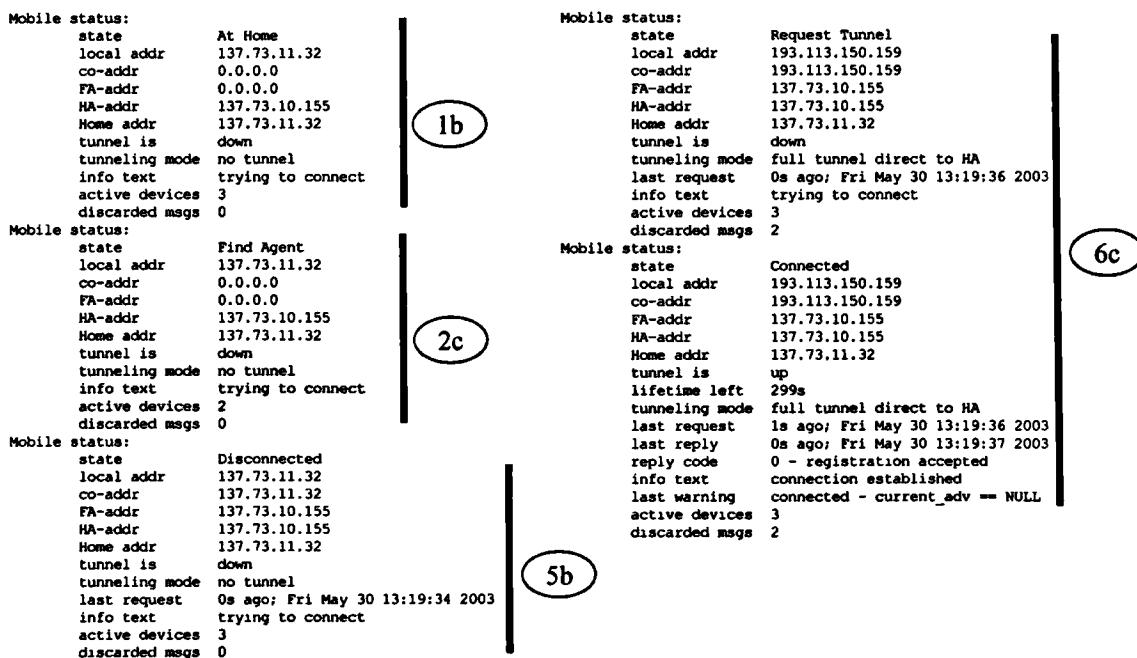 Mobile status:
state At Home
local addr 137.73.11.32
co-addr 0.0.0.0
FA-addr 0.0.0.0
HA-addr 137.73.10.155
Home addr 137.73.11.32
tunnel is down
tunneling mode no tunnel
info text trying to connect
active devices 3
discarded msgs 0
1b
Mobile status:
state Find Agent
local addr 137.73.11.32
co-addr 0.0.0.0
FA-addr 0.0.0.0
HA-addr 137.73.10.155
Home addr 137.73.11.32
tunnel is down
tunneling mode no tunnel
info text trying to connect
active devices 2
discarded msgs 0
2c
Mobile status:
state Disconnected
local addr 137.73.11.32
co-addr 137.73.11.32
FA-addr 137.73.10.155
HA-addr 137.73.10.155
Home addr 137.73.11.32
tunnel is down
tunneling mode no tunnel
last request 0s ago; Fri May 30 13:19:34 2003
info text trying to connect
active devices 3
discarded msgs 0
5b
Mobile status:
state Request Tunnel
local addr 193.113.150.159
co-addr 193.113.150.159
FA-addr 137.73.10.155
HA-addr 137.73.10.155
Home addr 137.73.11.32
tunnel is down
tunneling mode full tunnel direct to HA
last request 0s ago; Fri May 30 13:19:36 2003
info text trying to connect
active devices 3
discarded msgs 2
Mobile status:
state Connected
local addr 193.113.150.159
co-addr 193.113.150.159
FA-addr 137.73.10.155
HA-addr 137.73.10.155
Home addr 137.73.11.32
tunnel is up
lifetime left 299s
tunneling mode full tunnel direct to HA
last request 1s ago; Fri May 30 13:19:36 2003
last reply 0s ago; Fri May 30 13:19:37 2003
reply code 0 - registration accepted
info text connection established
last warning connected - current_adv == NULL
active devices 3
discarded msgs 2
6c